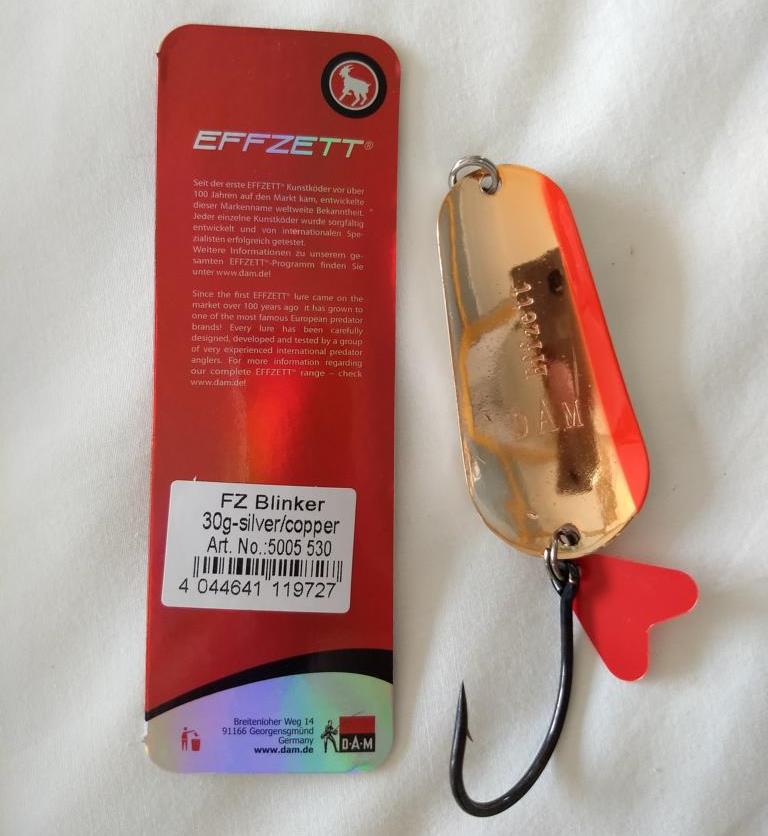 EFFZETT®
Seit der erste EFFZETT® Kunstköder vor über
100 Jahren auf den Markt kam, entwickelte
dieser Markenname weltweite Bekanntheit.
Jeder einzelne Kunstköder wurde sorgfältig
entwickelt und von internationalen Spe-
zialisten erfolgreich getestet.
Weitere Informationen zu unserem ge-
samten EFFZETT®-Programm finden Sie
unter www.dam.de!
Since the first EFFZETT® lure came on the
market over 100 years ago it has grown to
one of the most famous European predator
brands! Every lure has been carefully
designed, developed and tested by a group
of very experienced international predator
anglers. For more information regarding
our complete EFFZETT® range – check
www.dam.de!
FZ Blinker
30g-silver/copper
Art. No.:5005 530
4 044641 119727
Breitenloher Weg 14
91166 Georgensgmünd
Germany
www.dam.de
D·A·M
EFFZETT
DAM